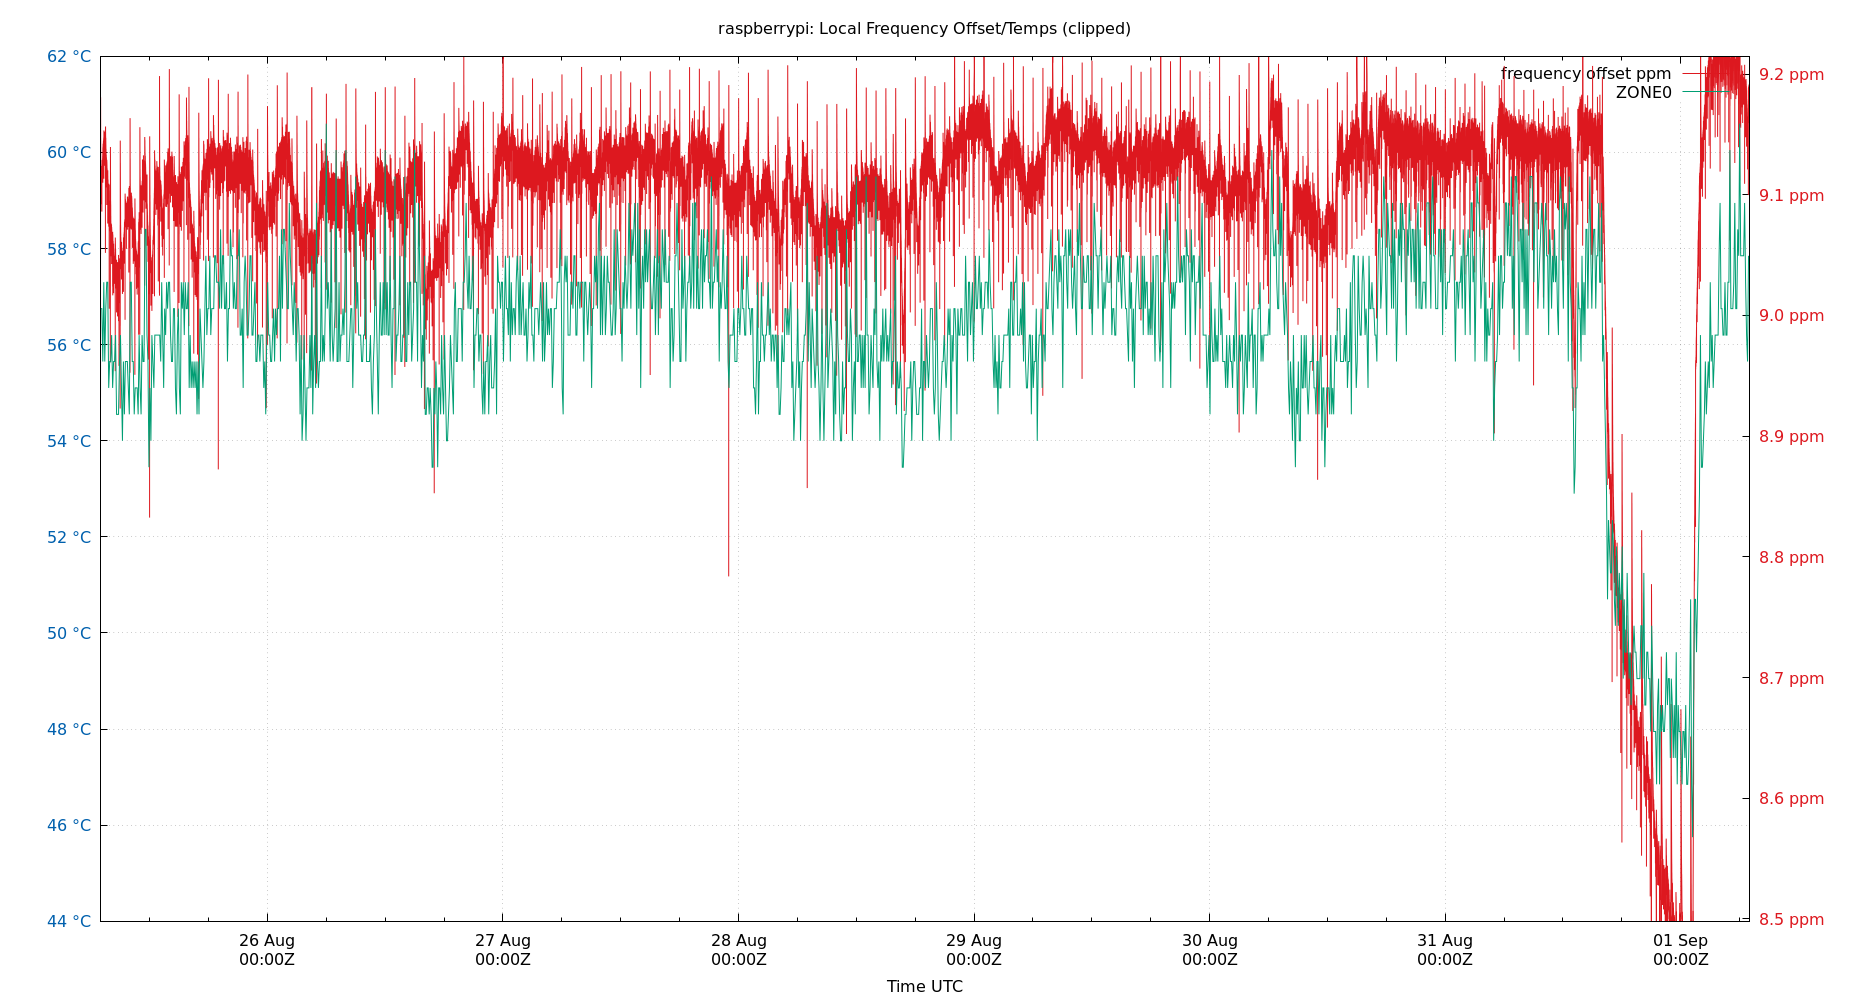 raspberrypi: Local Frequency Offset/Temps (clipped)
62 °C
60 °C
58 °C
56 °C
54 °C
52 °C
50 °C
48 °C
46 °C
44 °C
frequency offset ppm
ZONE0
9.2 ppm
9.1 ppm
9.0 ppm
8.9 ppm
8.8 ppm
8.7 ppm
8.6 ppm
8.5 ppm
26 Aug
00:00Z
27 Aug
00:00Z
28 Aug
00:00Z
29 Aug
00:00Z
30 Aug
00:00Z
31 Aug
00:00Z
01 Sep
00:00Z
Time UTC